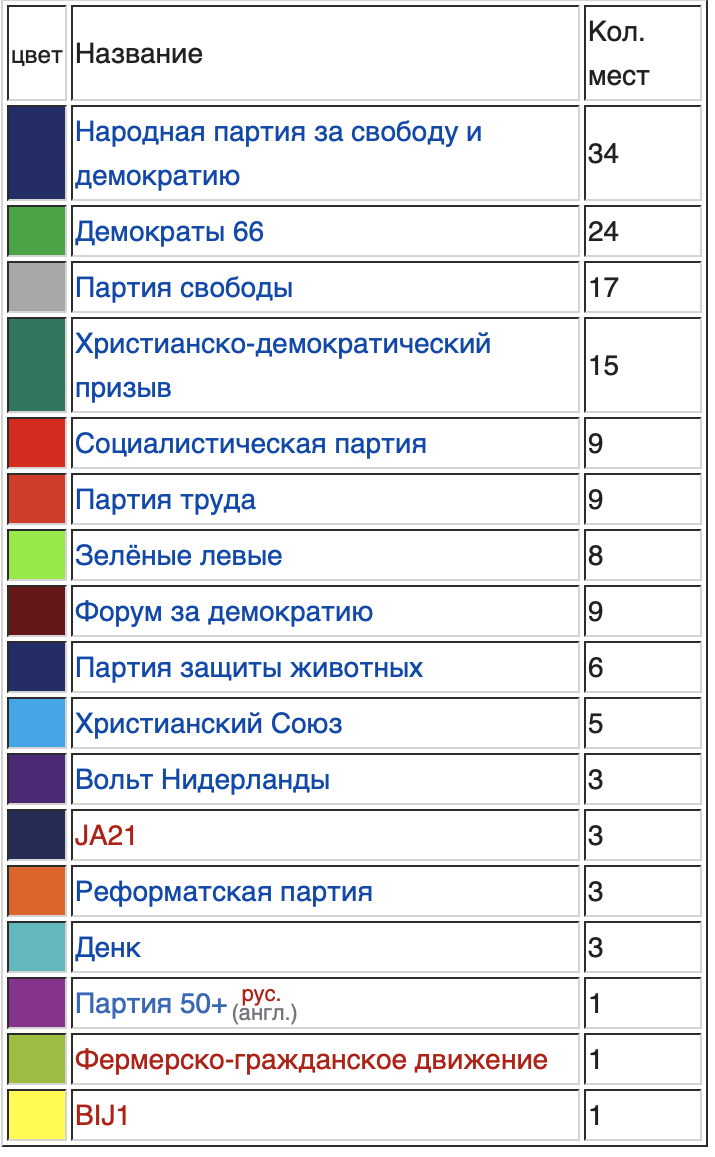 цвет Название Кол. мест
Народная партия за свободу и демократию 34
Демократы 66 24
Партия свободы 17
Христианско-демократический призыв 15
Социалистическая партия 9
Партия труда 9
Зелёные левые 8
Форум за демократию 9
Партия защиты животных 6
Христианский Союз 5
Вольт Нидерланды 3
JA21 3
Реформатская партия 3
Денк 3
Партия 50+ рус. (англ.) 1
Фермерско-гражданское движение 1
BIJ1 1